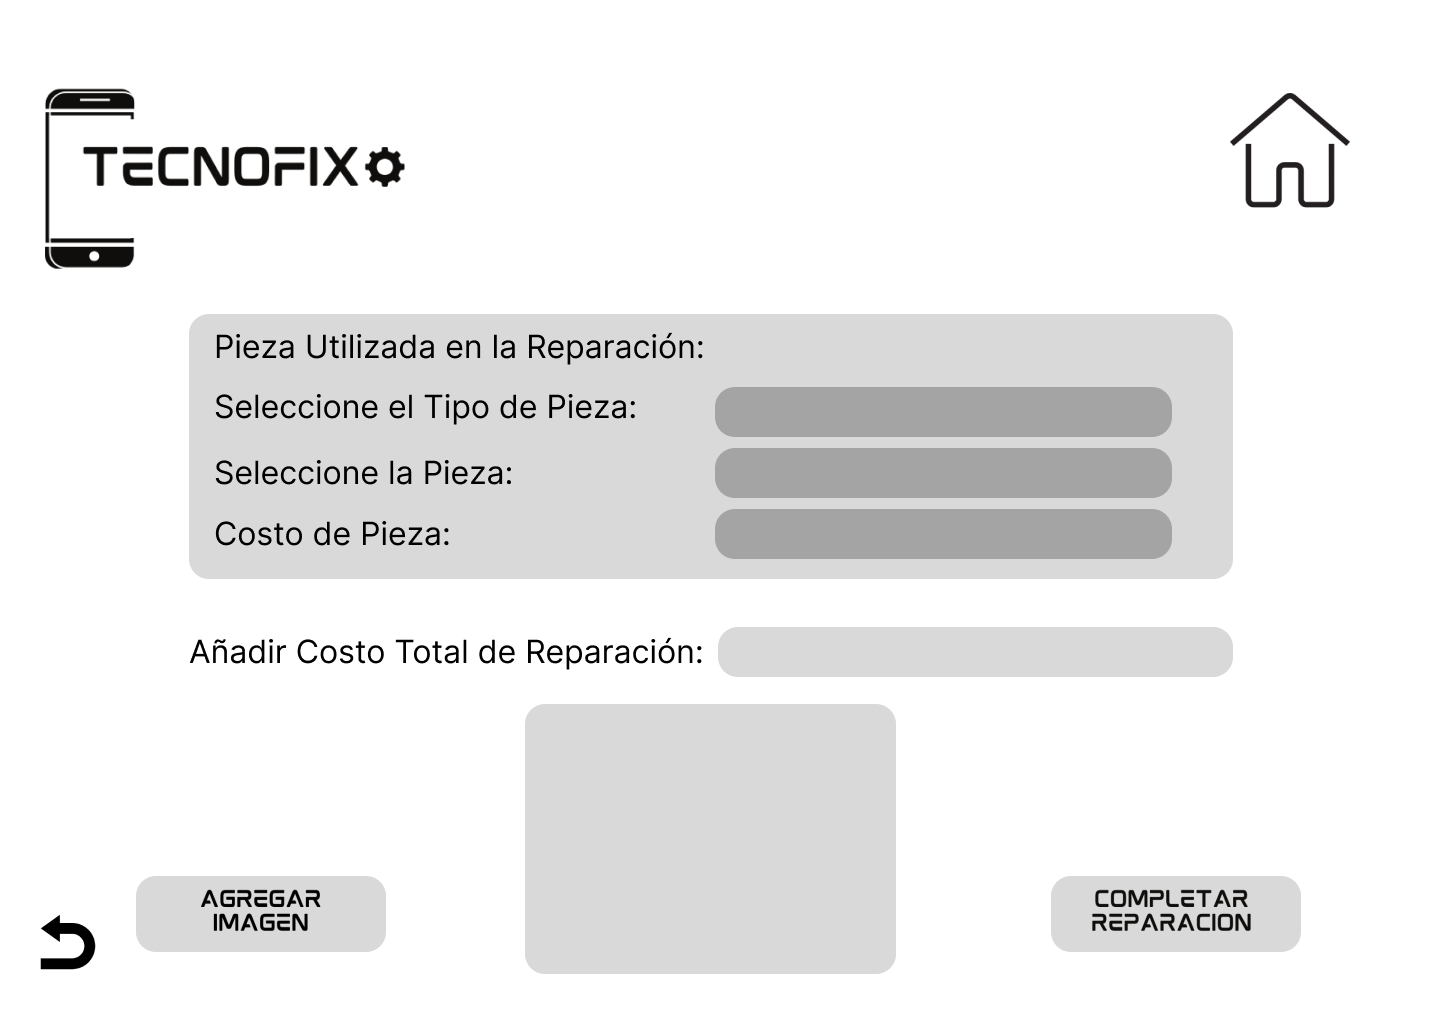 TECNOFIX
Pieza Utilizada en la Reparación:
Seleccione el Tipo de Pieza:
Seleccione la Pieza:
Costo de Pieza:
Añadir Costo Total de Reparación:
AGREGAR
IMAGEN
COMPLETAR
REPARACION